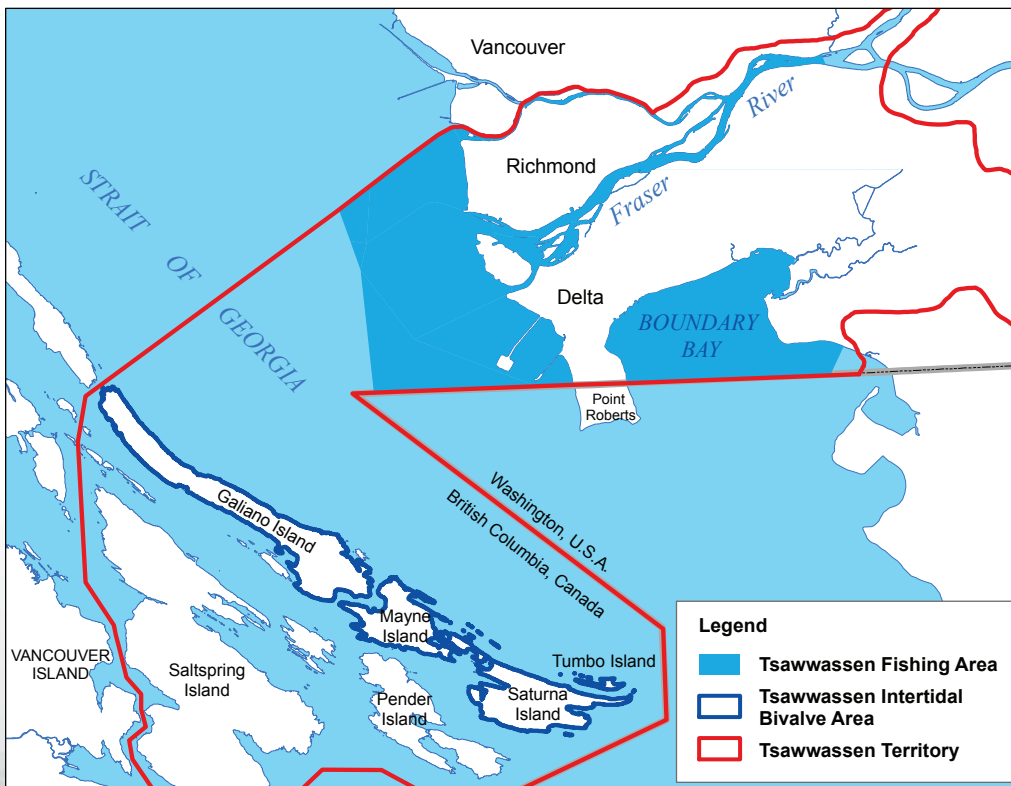 Vancouver
River
Richmond
Fraser
STRAIT
OF
GEORGIA
Delta
BOUNDARY
BAY
Point
Roberts
Washington, U.S.A.
British Columbia, Canada
Galiano Island
Mayne
Island
VANCOUVER
ISLAND
Saltspring
Island
Pender
Island
Tumbo Island
Saturna
Island
Legend
Tsawwassen Fishing Area
Tsawwassen Intertidal
Bivalve Area
Tsawwassen Territory